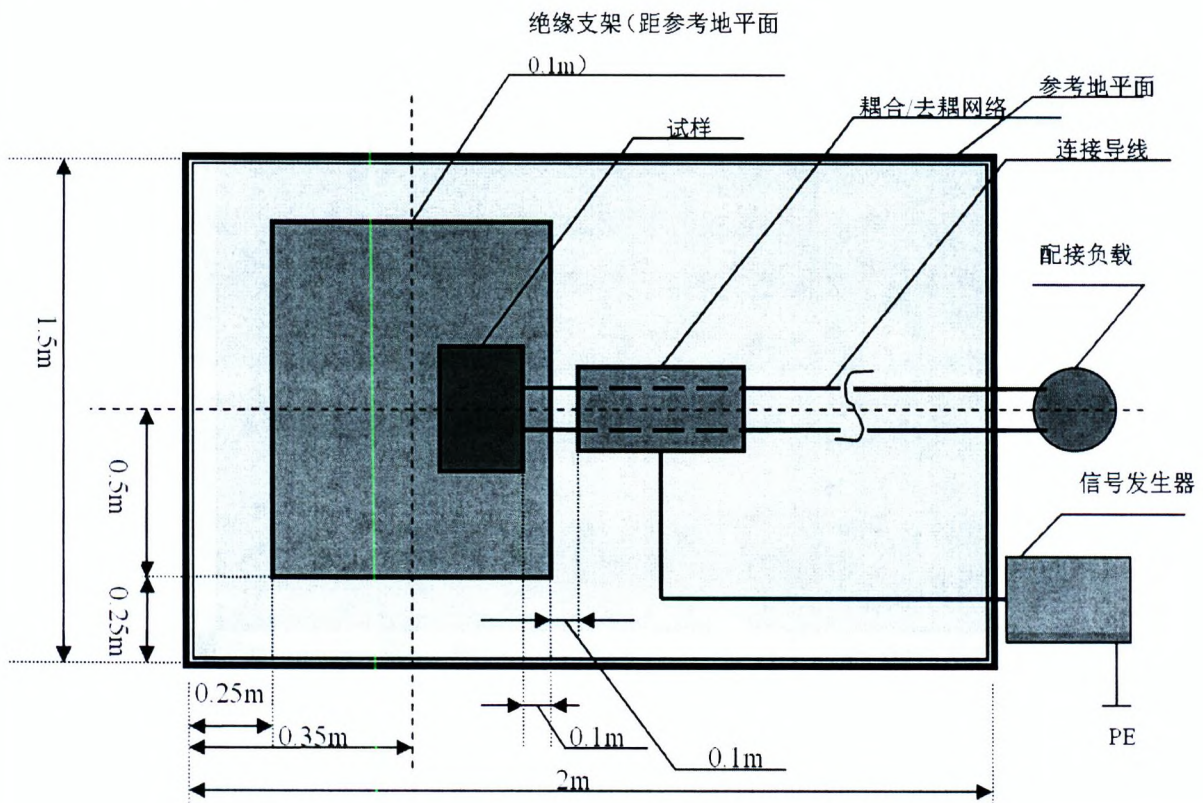 绝缘支架（距参考地平面
0.1m）
参考地平面
耦合/去耦网络
试样
连接导线
配接负载
1.5m
0.5m
信号发生器
0.25m
0.25m
0.35m
0.1m
0.1m
PE
2m